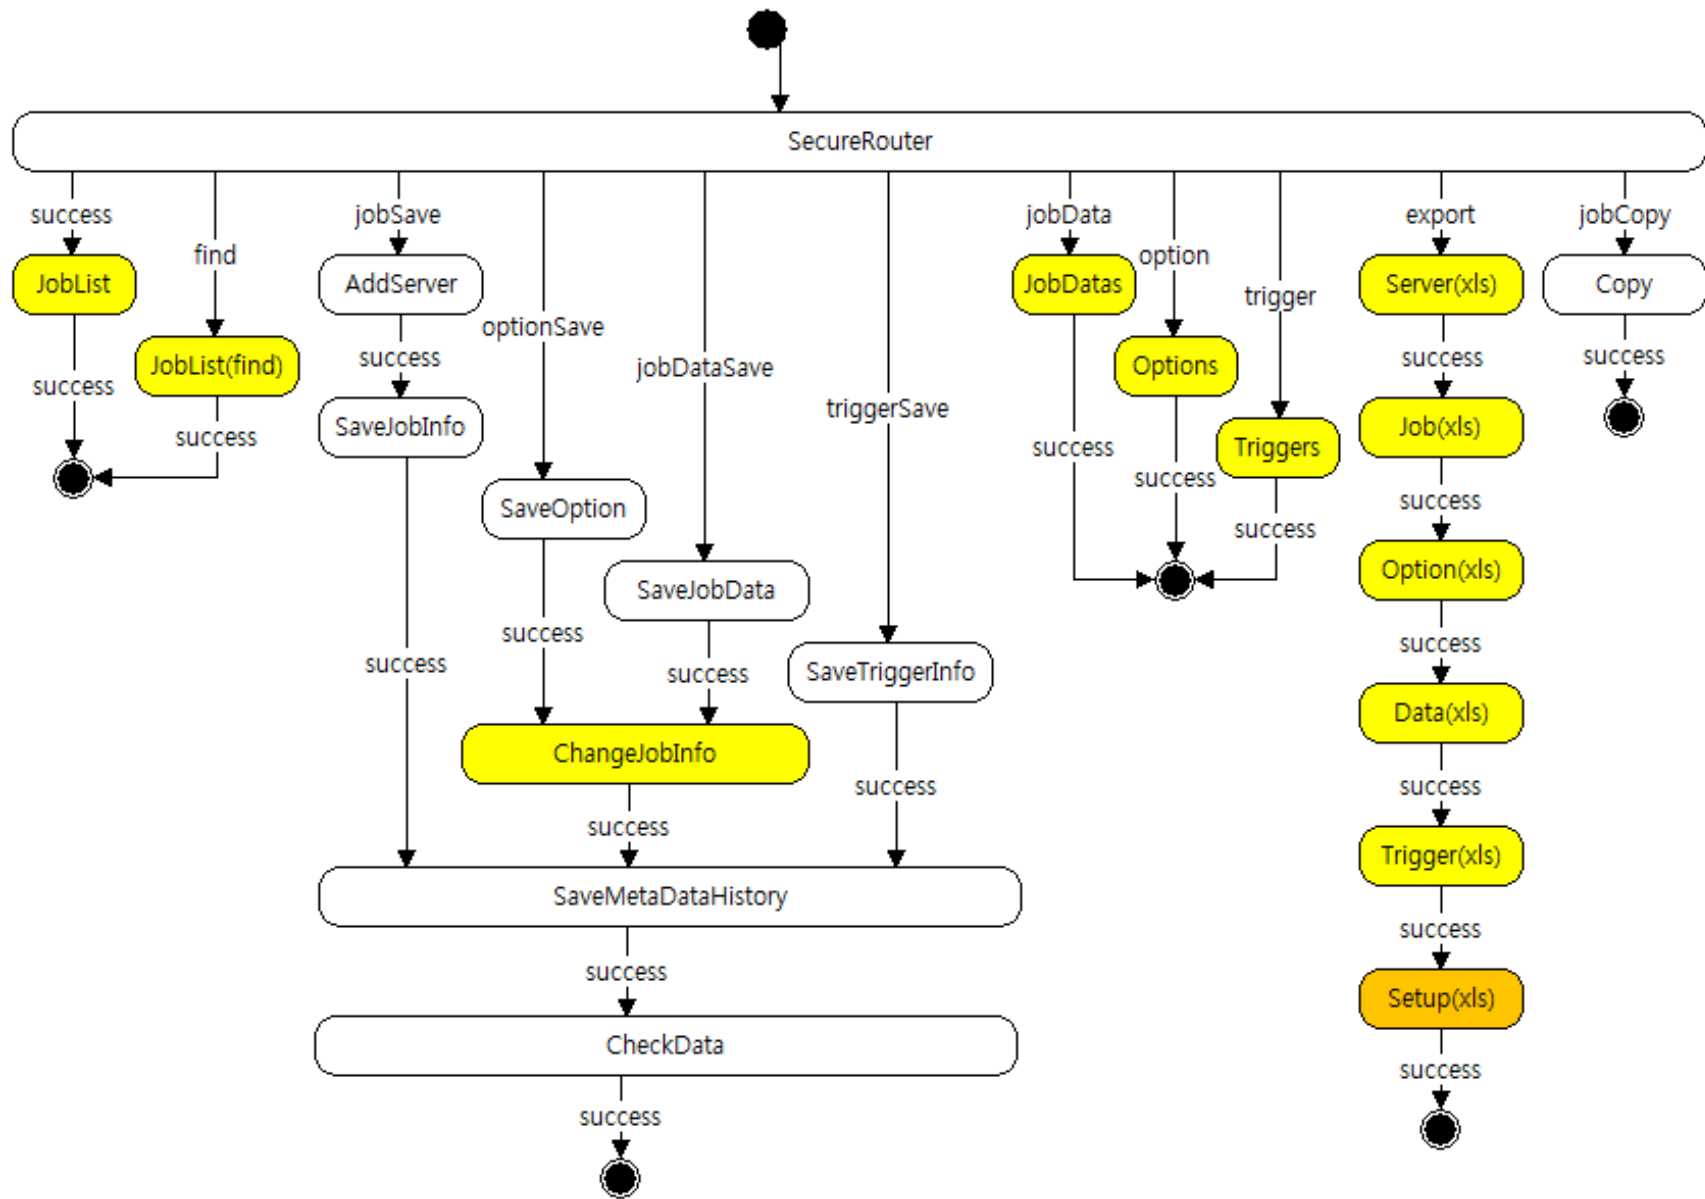 SecureRouter
success
jobSave
jobData
export
jobCopy
find
option
JobList
AddServer
JobDatas
Server(xls)
Copy
trigger
optionSave
success
success
success
JobList(find)
jobDataSave
Options
success
triggerSave
success
SaveJobInfo
Job(xls)
success
Triggers
success
success
SaveOption
success
success
Option(xls)
SaveJobData
success
success
success
success
SaveTriggerInfo
Data(xls)
ChangeJobInfo
success
success
success
Trigger(xls)
SaveMetaDataHistory
success
success
Setup(xls)
CheckData
success
success